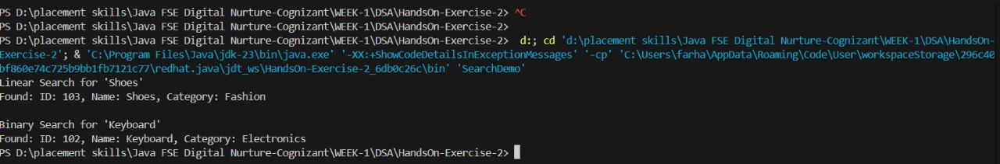 PS D:\placement skills\Java FSE Digital Nurture-Cognizant\WEEK-1\DSA\HandsOn-Exercise-2> ^C
PS D:\placement skills\Java FSE Digital Nurture-Cognizant\WEEK-1\DSA\HandsOn-Exercise-2>
PS D:\placement skills\Java FSE Digital Nurture-Cognizant\WEEK-1\DSA\HandsOn-Exercise-2>  d:; cd 'd:\placement skills\Java FSE Digital Nurture-Cognizant\WEEK-1\DSA\HandsOn-
Exercise-2'; & 'C:\Program Files\Java\jdk-23\bin\java.exe' '-XX:+ShowCodeDetailsInExceptionMessages' '-cp' 'C:\Users\farha\AppData\Roaming\Code\User\workspaceStorage\296c40
bf860e74c725b9bb1fb7121c77\redhat.java\jdt_ws\HandsOn-Exercise-2_6db0c26c\bin' 'SearchDemo'
Linear Search for 'Shoes'
Found: ID: 103, Name: Shoes, Category: Fashion
Binary Search for 'Keyboard'
Found: ID: 102, Name: Keyboard, Category: Electronics
PS D:\placement skills\Java FSE Digital Nurture-Cognizant\WEEK-1\DSA\HandsOn-Exercise-2>